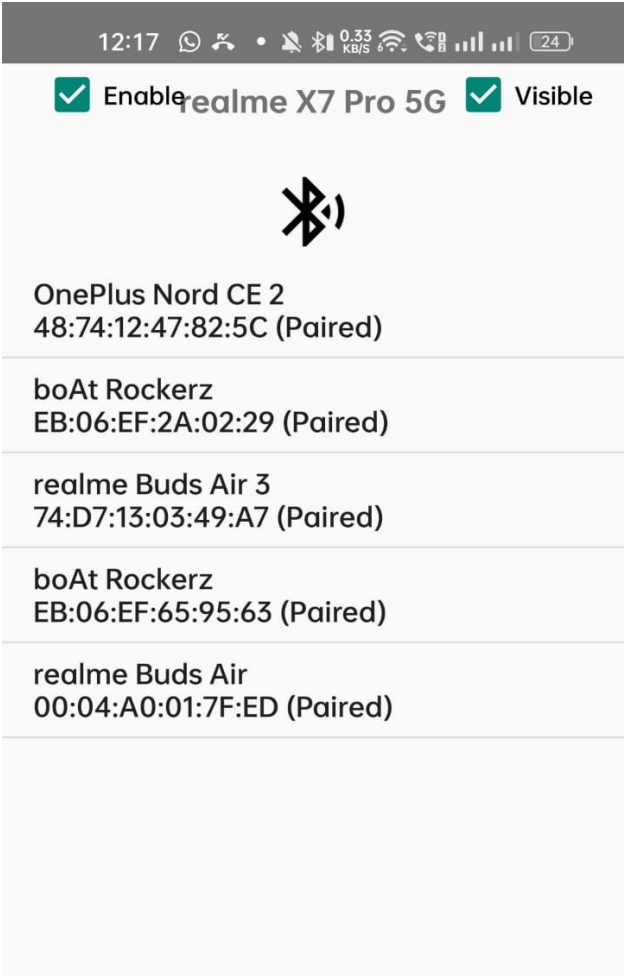 12:17 0.33 KB/S 6 24
Enable realme X7 Pro 5G Visible
OnePlus Nord CE 2
48:74:12:47:82:5C (Paired)
boAt Rockerz
EB:06:EF:2A:02:29 (Paired)
realme Buds Air 3
74:D7:13:03:49:A7 (Paired)
boAt Rockerz
EB:06:EF:65:95:63 (Paired)
realme Buds Air
00:04:A0:01:7F:ED (Paired)